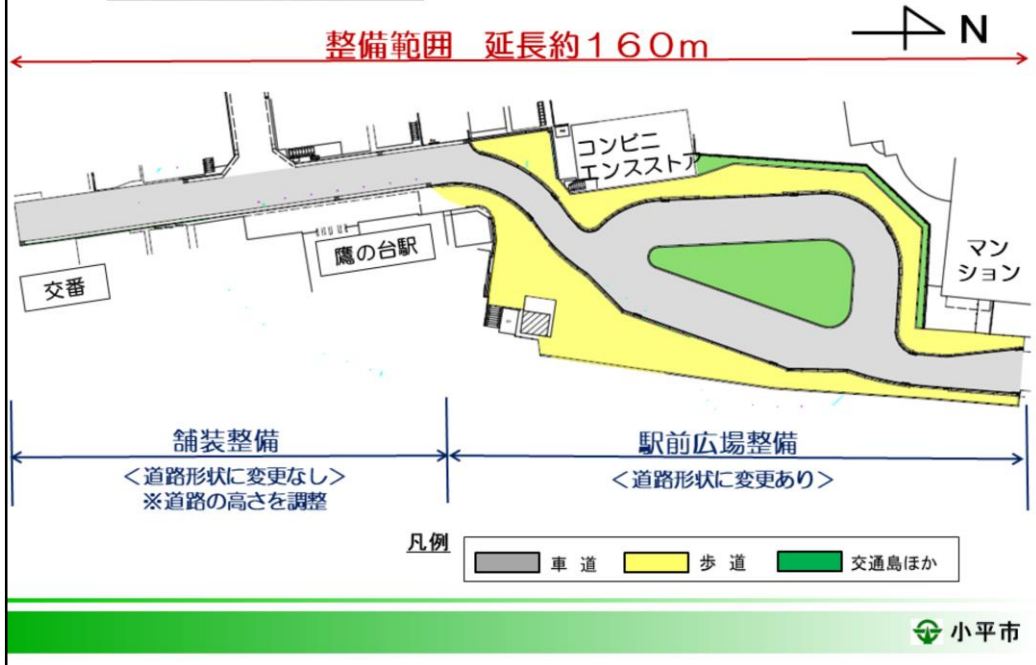 整備範囲 延長約160m
N
コンビニ
エンスストア
マン
ション
鷹の台駅
交番
舗装整備
＜道路形状に変更なし＞
※道路の高さを調整
駅前広場整備
＜道路形状に変更あり＞
凡例
車 道
歩 道
交通島ほか
小平市